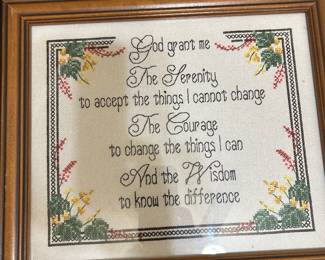 God grant me
The Serenity
to accept the things I cannot change
The Courage
to change the things I can
And the Wisdom
to know the difference